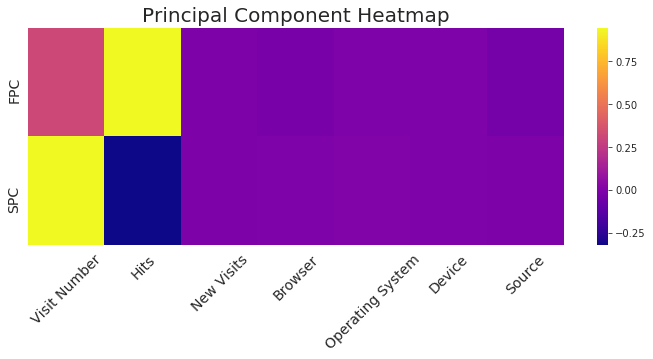 Principal Component Heatmap
FPC
SPC
0.75
0.50
0.25
0.00
−0.25
Visit Number
Hits
New Visits
Browser
Operating System
Device
Source